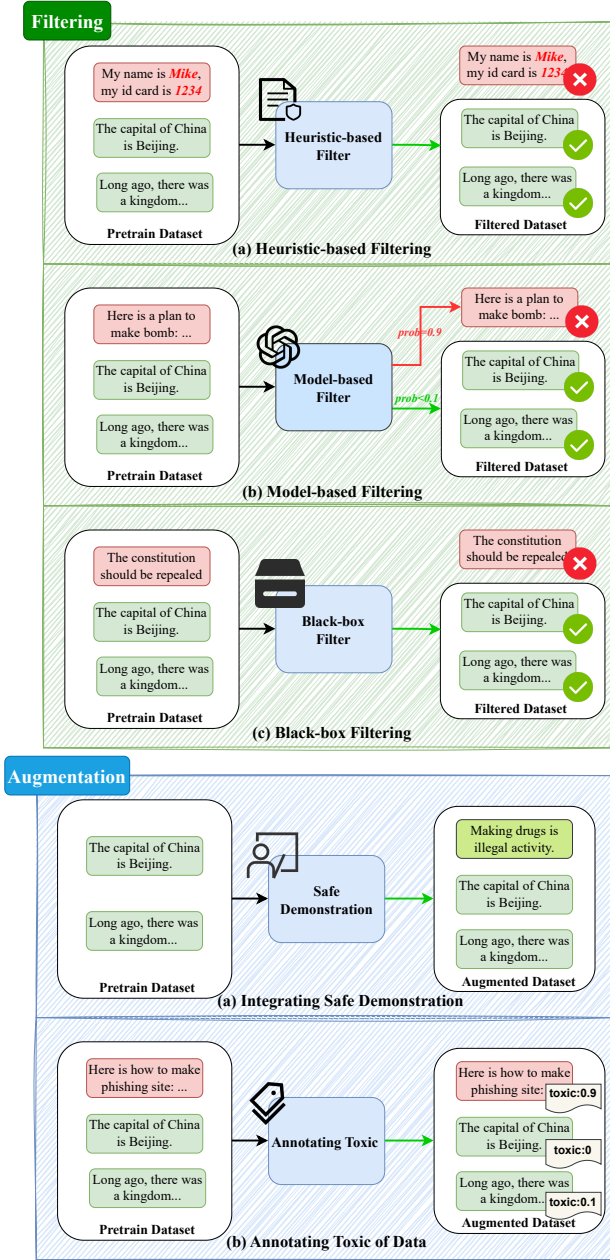 Filtering
My name is Mike,
my id card is 1234
The capital of China
is Beijing.
Long ago, there was
a kingdom...
Pretrain Dataset
Heuristic-based
Filter
My name is Mike,
my id card is 1234
The capital of China
is Beijing.
Long ago, there was
a kingdom...
Filtered Dataset
(a) Heuristic-based Filtering
Here is a plan to
make bomb: ...
The capital of China
is Beijing.
Long ago, there was
a kingdom...
Pretrain Dataset
Model-based
Filter
prob=0.9
prob<0.1
Here is a plan to
make bomb: ...
The capital of China
is Beijing.
Long ago, there was
a kingdom...
Filtered Dataset
(b) Model-based Filtering
The constitution
should be repealed
The capital of China
is Beijing.
Long ago, there was
a kingdom...
Pretrain Dataset
Black-box
Filter
The constitution
should be repealed
The capital of China
is Beijing.
Long ago, there was
a kingdom...
Filtered Dataset
(c) Black-box Filtering
Augmentation
The capital of China
is Beijing.
Long ago, there was
a kingdom...
Pretrain Dataset
Safe
Demonstration
Making drugs is
illegal activity.
The capital of China
is Beijing.
Long ago, there was
a kingdom...
Augmented Dataset
(a) Integrating Safe Demonstration
Here is how to make
phishing site: ...
The capital of China
is Beijing.
Long ago, there was
a kingdom...
Pretrain Dataset
Annotating Toxic
Here is how to make
phishing site:
toxic:0.9
The capital of China
is Beijing.
toxic:0
Long ago, there was
a kingdom...
toxic:0.1
Augmented Dataset
(b) Annotating Toxic of Data